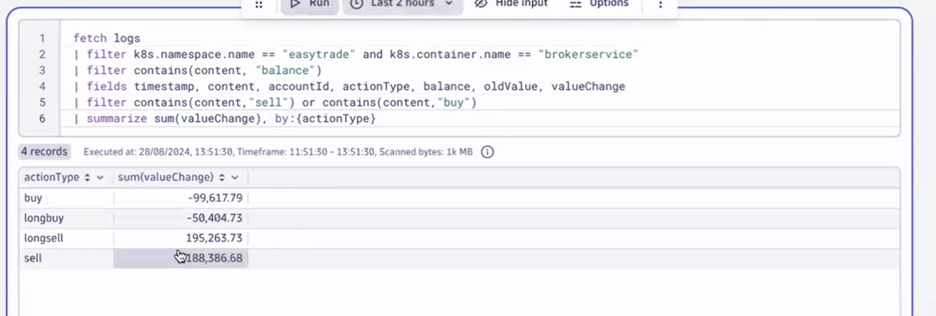 Run Last 2 hours Hide input Options
1 fetch logs
2 | filter k8s.namespace.name == "easytrade" and k8s.container.name == "brokerservice"
3 | filter contains(content, "balance")
4 | fields timestamp, content, accountId, actionType, balance, oldValue, valueChange
5 | filter contains(content,"sell") or contains(content,"buy")
6 | summarize sum(valueChange), by:{actionType}
4 records Executed at: 28/08/2024, 13:51:30, Timeframe: 11:51:30 - 13:51:30, Scanned bytes: 1k MB
actionType sum(valueChange)
buy -99,617.79
longbuy -50,404.73
longsell 195,263.73
sell 188,386.68